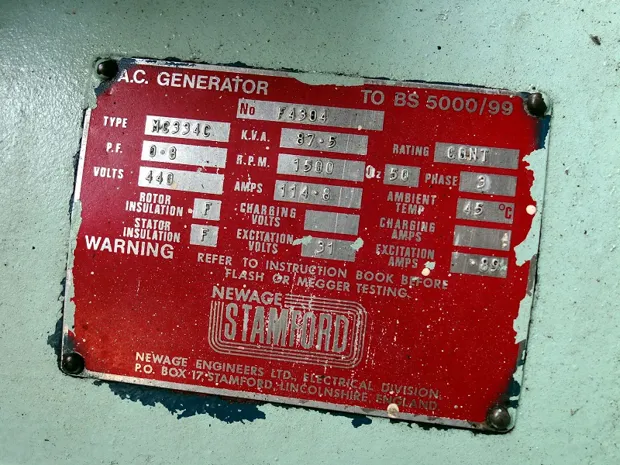 A.C. GENERATOR TO BS 5000/99
No F4304
TYPE MC334C K.V.A. 87·5 RATING CONT
P.F. 0·8 R.P.M. 1500 Hz 50 PHASE 3
VOLTS 440 AMPS 114·8 AMBIENT TEMP 45 °C
ROTOR INSULATION F CHARGING VOLTS CHARGING AMPS
STATOR INSULATION F EXCITATION VOLTS 31 EXCITATION AMPS ·89
WARNING REFER TO INSTRUCTION BOOK BEFORE
FLASH OR MEGGER TESTING.
NEWAGE
STAMFORD
NEWAGE ENGINEERS LTD. ELECTRICAL DIVISION.
P.O. BOX 17, STAMFORD, LINCOLNSHIRE, ENGLAND